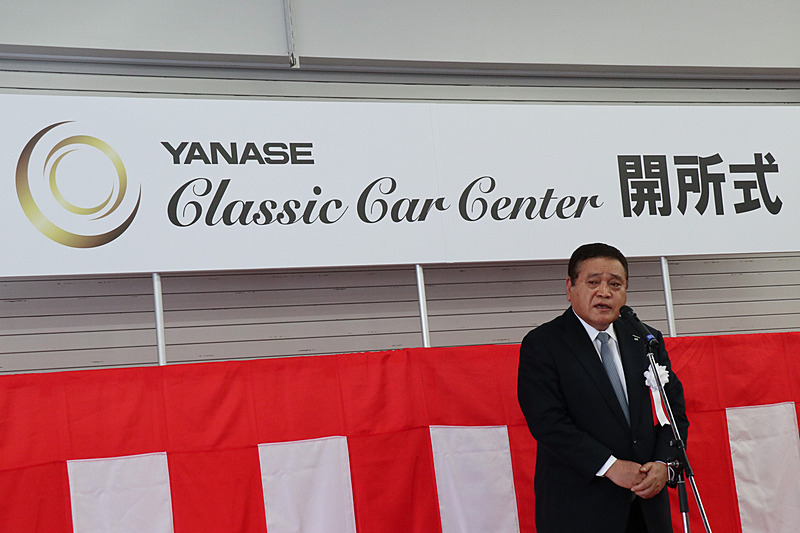 YANASE
Classic Car Center 開所式